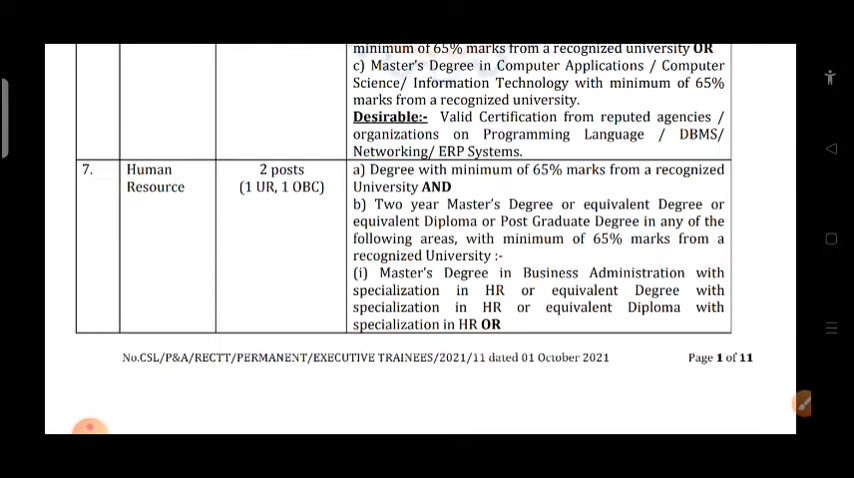 minimum of 65% marks from a recognized university OR
c) Master's Degree in Computer Applications / Computer
Science/ Information Technology with minimum of 65%
marks from a recognized university.
Desirable:- Valid Certification from reputed agencies /
organizations on Programming Language / DBMS/
Networking/ ERP Systems.
7. Human
Resource
2 posts
(1 UR, 1 OBC)
a) Degree with minimum of 65% marks from a recognized
University AND
b) Two year Master's Degree or equivalent Degree or
equivalent Diploma or Post Graduate Degree in any of the
following areas, with minimum of 65% marks from a
recognized University :-
(i) Master's Degree in Business Administration with
specialization in HR or equivalent Degree with
specialization in HR or equivalent Diploma with
specialization in HR OR
No.CSL/P&A/RECTT/PERMANENT/EXECUTIVE TRAINEES/2021/11 dated 01 October 2021 Page 1 of 11